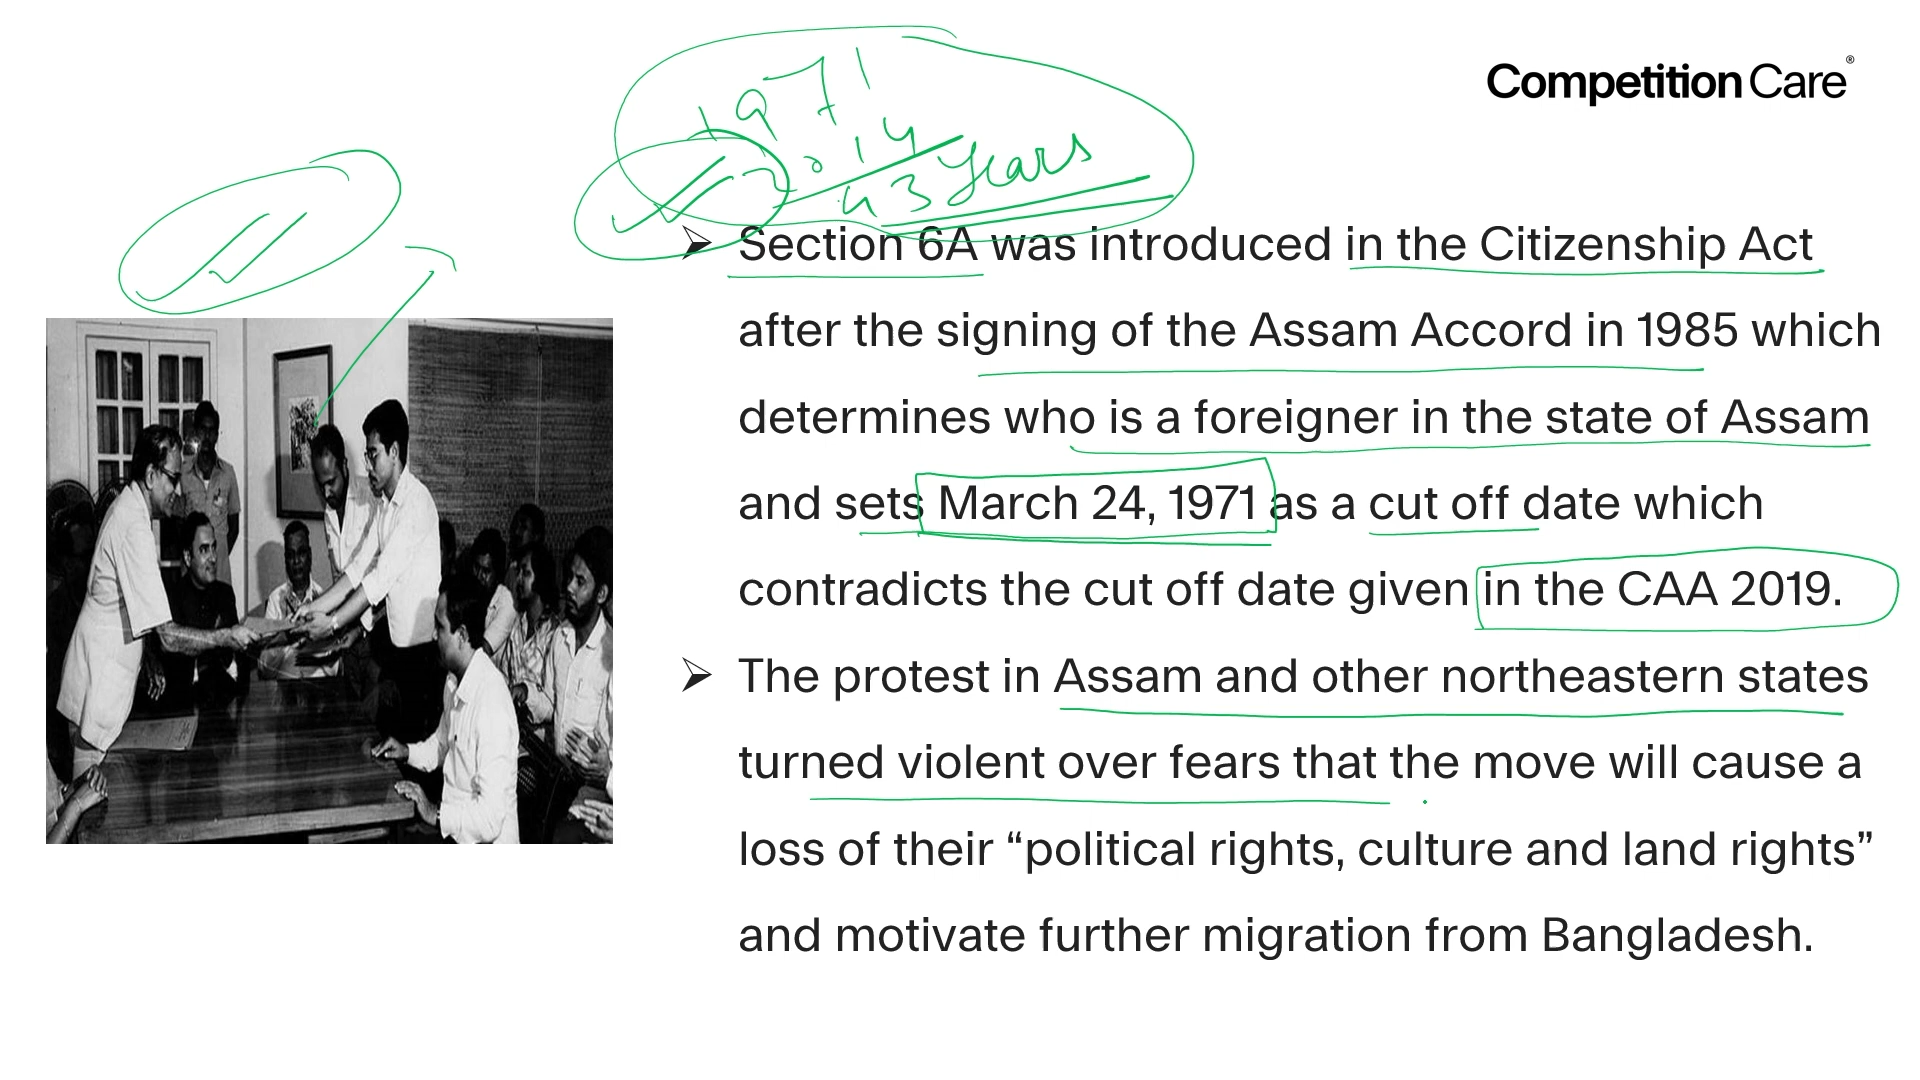 Competition Care®
1971
2014
43 Years
➢ Section 6A was introduced in the Citizenship Act
after the signing of the Assam Accord in 1985 which
determines who is a foreigner in the state of Assam
and sets March 24, 1971 as a cut off date which
contradicts the cut off date given in the CAA 2019.
➢ The protest in Assam and other northeastern states
turned violent over fears that the move will cause a
loss of their “political rights, culture and land rights”
and motivate further migration from Bangladesh.